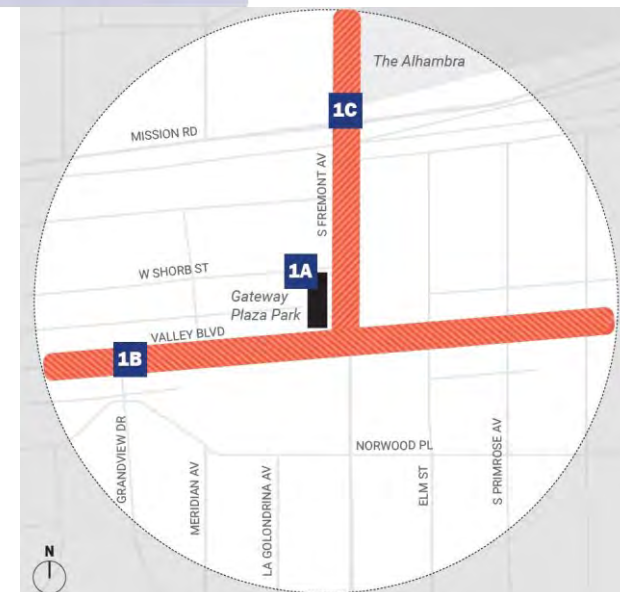 The Alhambra
1C
MISSION RD
S FREMONT AV
W SHORB ST
1A
Gateway
Plaza Park
VALLEY BLVD
1B
NORWOOD PL
GRANDVIEW DR
MERIDIAN AV
LA GOLONDRINA AV
ELM ST
S PRIMROSE AV
N